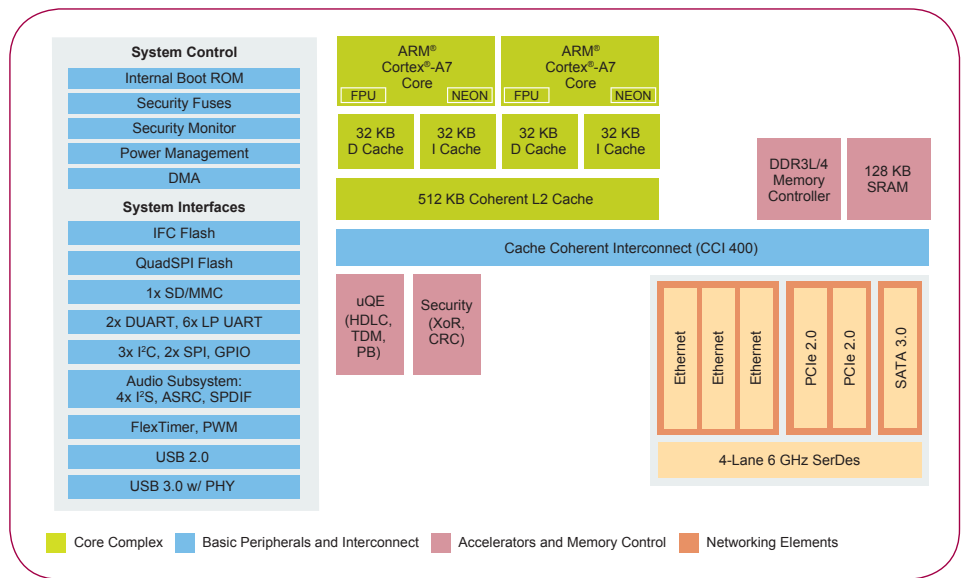 System Control
Internal Boot ROM
Security Fuses
Security Monitor
Power Management
DMA
System Interfaces
IFC Flash
QuadSPI Flash
1x SD/MMC
2x DUART, 6x LP UART
3x I²C, 2x SPI, GPIO
Audio Subsystem:
4x I²S, ASRC, SPDIF
FlexTimer, PWM
USB 2.0
USB 3.0 w/ PHY
ARM®
Cortex®-A7
Core
FPU
NEON
ARM®
Cortex®-A7
Core
FPU
NEON
32 KB
D Cache
32 KB
I Cache
32 KB
D Cache
32 KB
I Cache
512 KB Coherent L2 Cache
DDR3L/4
Memory
Controller
128 KB
SRAM
Cache Coherent Interconnect (CCI 400)
uQE
(HDLC,
TDM,
PB)
Security
(XoR,
CRC)
Ethernet
Ethernet
Ethernet
PCIe 2.0
PCIe 2.0
SATA 3.0
4-Lane 6 GHz SerDes
Core Complex
Basic Peripherals and Interconnect
Accelerators and Memory Control
Networking Elements